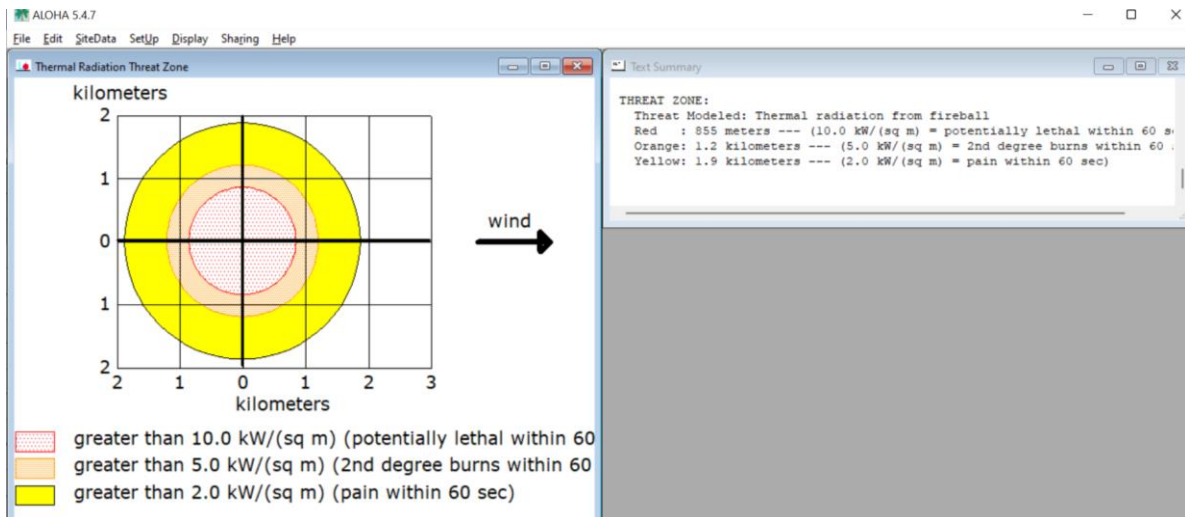 ALOHA 5.4.7
File Edit SiteData SetUp Display Sharing Help
Thermal Radiation Threat Zone
kilometers
2
1
0
1
2
2 1 0 1 2 3
kilometers
wind
greater than 10.0 kW/(sq m) (potentially lethal within 60
greater than 5.0 kW/(sq m) (2nd degree burns within 60
greater than 2.0 kW/(sq m) (pain within 60 sec)
Text Summary
THREAT ZONE:
Threat Modeled: Thermal radiation from fireball
Red : 855 meters --- (10.0 kW/(sq m) = potentially lethal within 60 s
Orange: 1.2 kilometers --- (5.0 kW/(sq m) = 2nd degree burns within 60
Yellow: 1.9 kilometers --- (2.0 kW/(sq m) = pain within 60 sec)